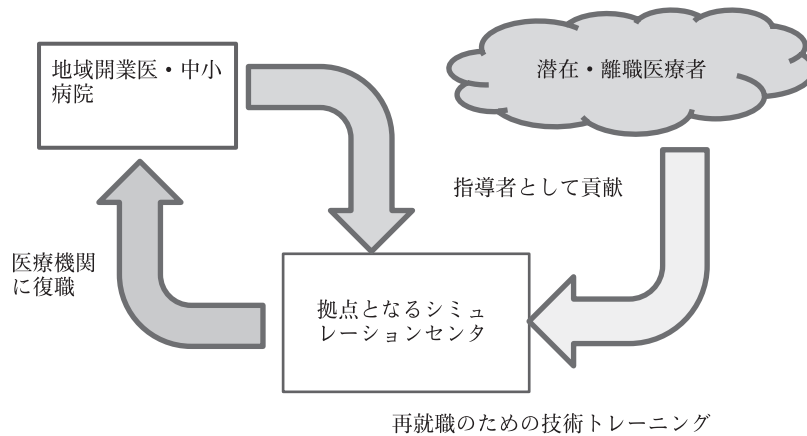 地域開業医・中小
病院
潜在・離職医療者
指導者として貢献
医療機関
に復職
拠点となるシミュ
レーションセンタ
再就職のための技術トレーニング